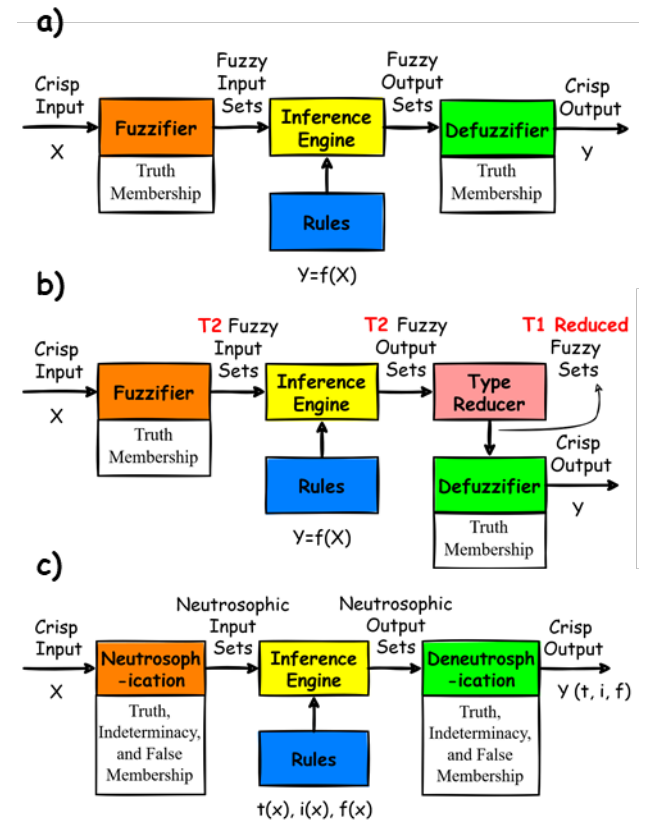 a)
Crisp
Input
X
Fuzzifier
Truth
Membership
Fuzzy
Input
Sets
Inference
Engine
Rules
Y=f(X)
Fuzzy
Output
Sets
Defuzzifier
Truth
Membership
Crisp
Output
Y
b)
Crisp
Input
X
Fuzzifier
Truth
Membership
T2 Fuzzy
Input
Sets
Inference
Engine
Rules
Y=f(X)
T2 Fuzzy
Output
Sets
Type
Reducer
T1 Reduced
Fuzzy
Sets
Defuzzifier
Truth
Membership
Crisp
Output
Y
c)
Crisp
Input
X
Neutrosoph
-ication
Truth,
Indeterminacy,
and False
Membership
Neutrosophic
Input
Sets
Inference
Engine
Rules
t(x), i(x), f(x)
Neutrosophic
Output
Sets
Deneutrosph
-ication
Truth,
Indeterminacy,
and False
Membership
Crisp
Output
Y (t, i, f)